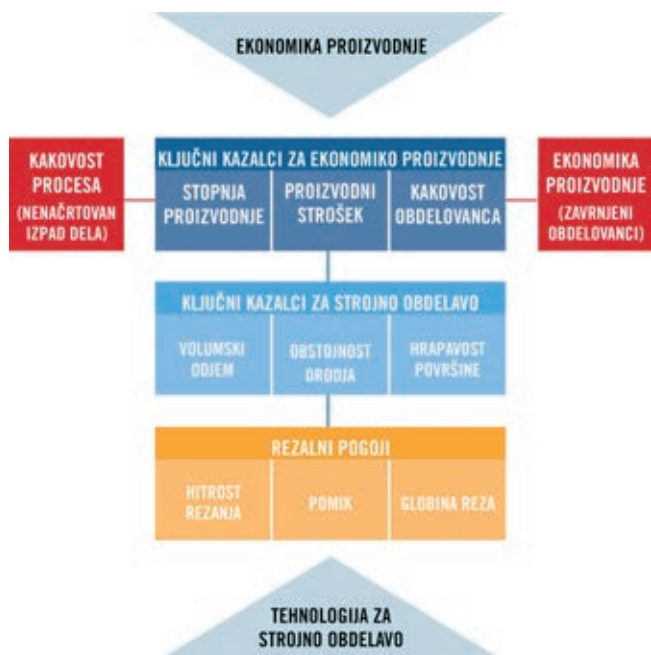 EKONOMIKA PROIZVODNJE
KAKOVOST
PROCESA
(NENAČRTOVAN
IZPAD DELA)
KLJUČNI KAZALCI ZA EKONOMIKO PROIZVODNJE
STOPNJA
PROIZVODNJE
PROIZVODNI
STROŠEK
KAKOVOST
OBDELOVANCA
EKONOMIKA
PROIZVODNJE
(ZAVRNJENI
OBDELOVANCI)
KLJUČNI KAZALCI ZA STROJNO OBDELAVO
VOLUMSKI
ODJEM
OBSTOJNOST
ORODJA
HRAPAVOST
POVRŠINE
REZALNI POGOJI
HITROST
REZANJA
POMIK
GLOBINA REZA
TEHNOLOGIJA ZA
STROJNO OBDELAVO